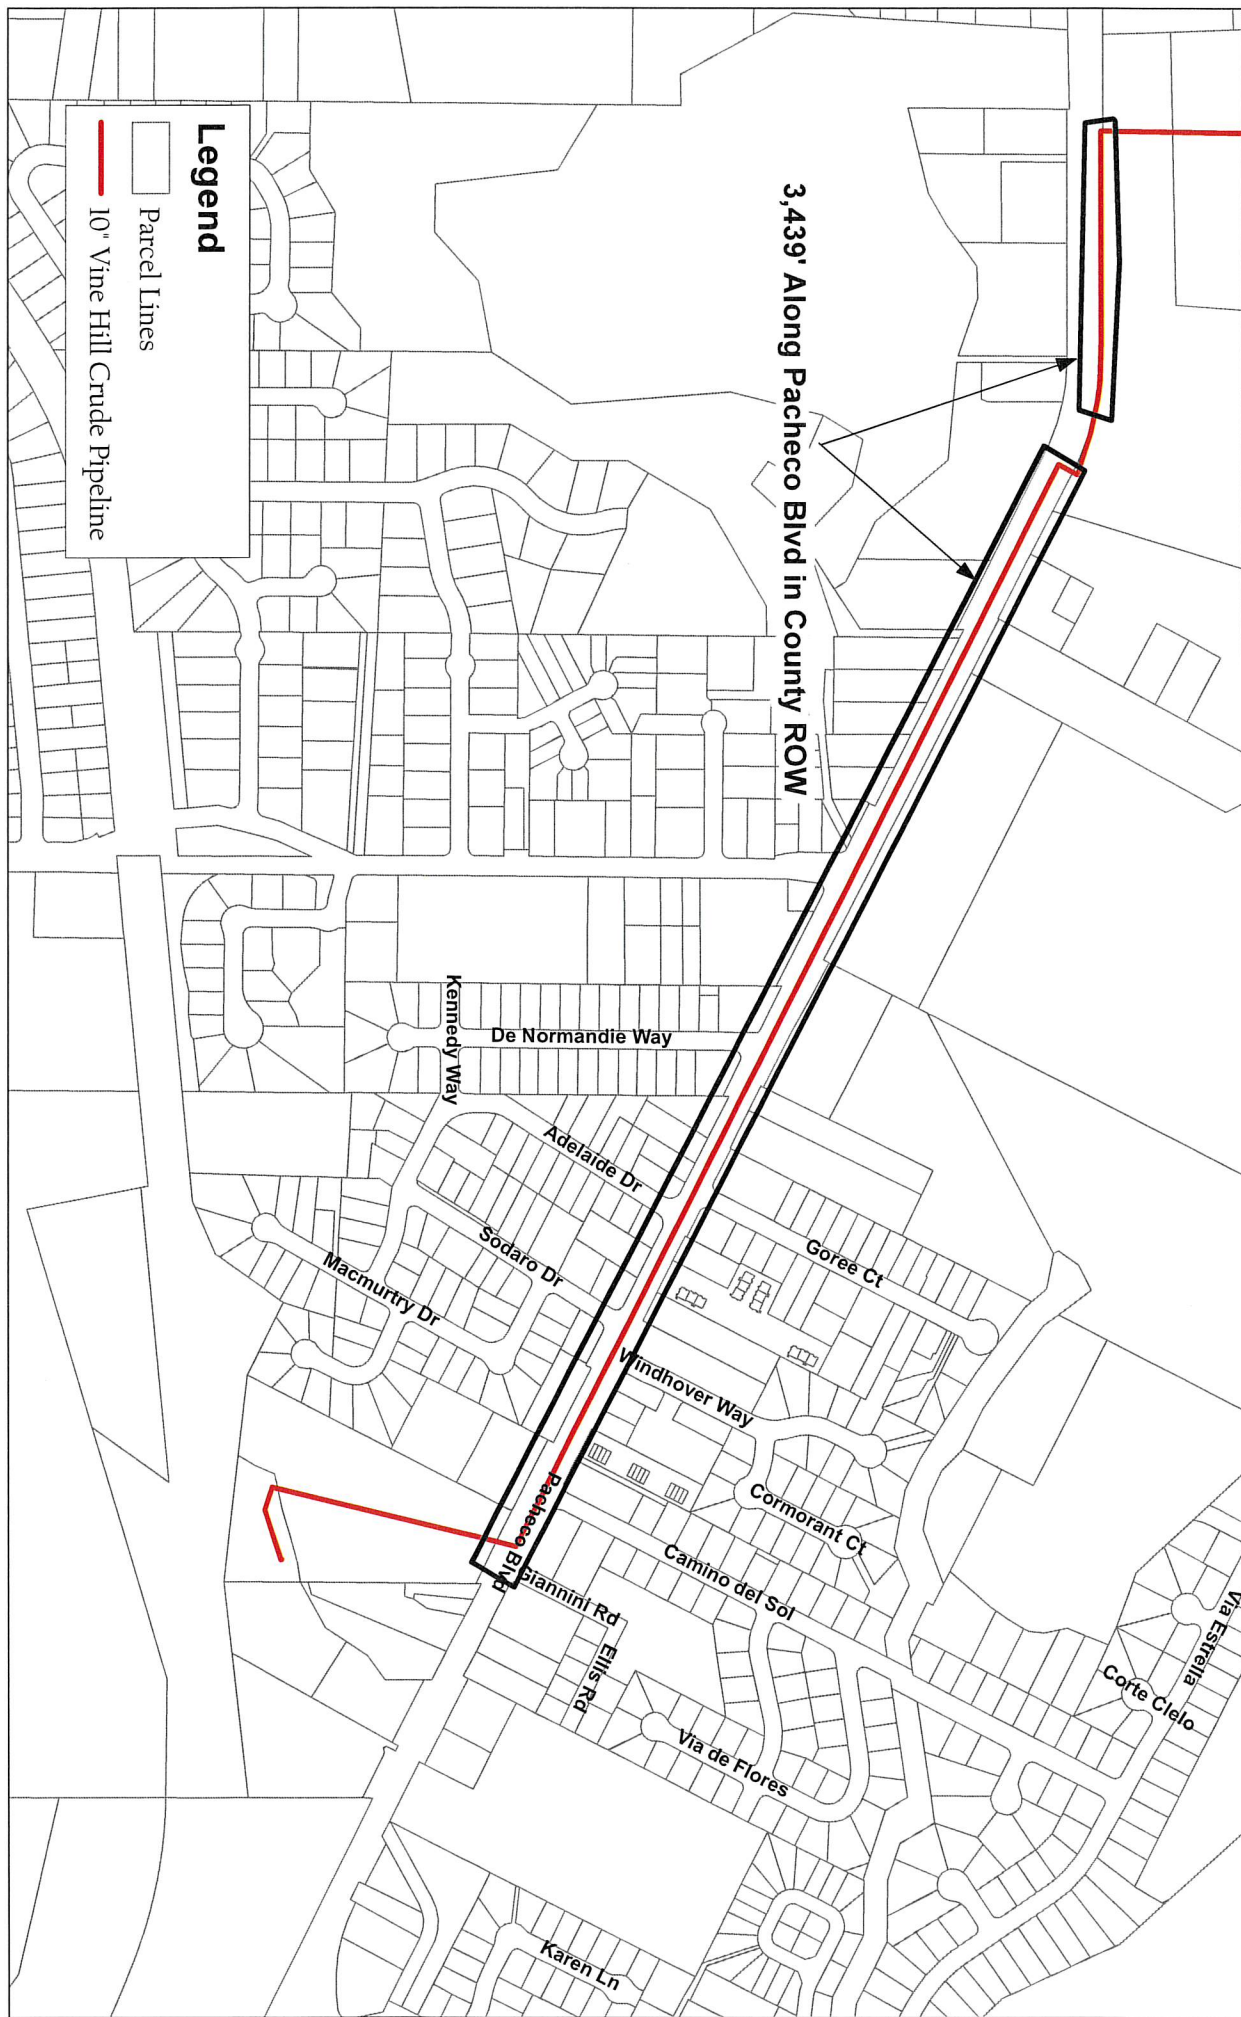 Legend
Parcel Lines
10" Vine Hill Crude Pipeline
3,439' Along Pacheco Blvd in County ROW
Kennedy Way
De Normandie Way
Adelaide Dr
Sodaro Dr
Macmurtry Dr
Goree Ct
Windhover Way
Cormorant Ct
Camino del Sol
Pacheco Blvd
Giannini Rd
Ellis Rd
Via de Flores
Via Estrella
Corte Cielo
Karen Ln